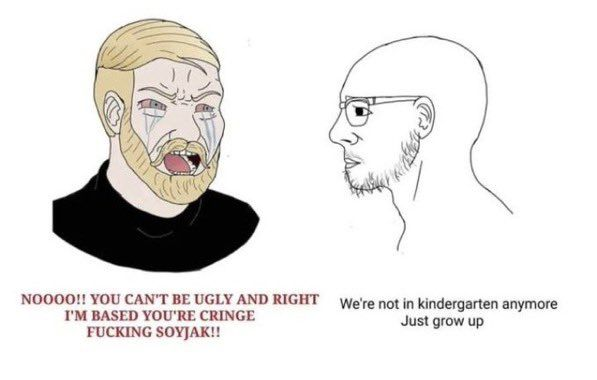 NOOOO!! YOU CAN'T BE UGLY AND RIGHT
I'M BASED YOU'RE CRINGE
FUCKING SOYJAK!!
We're not in kindergarten anymore
Just grow up